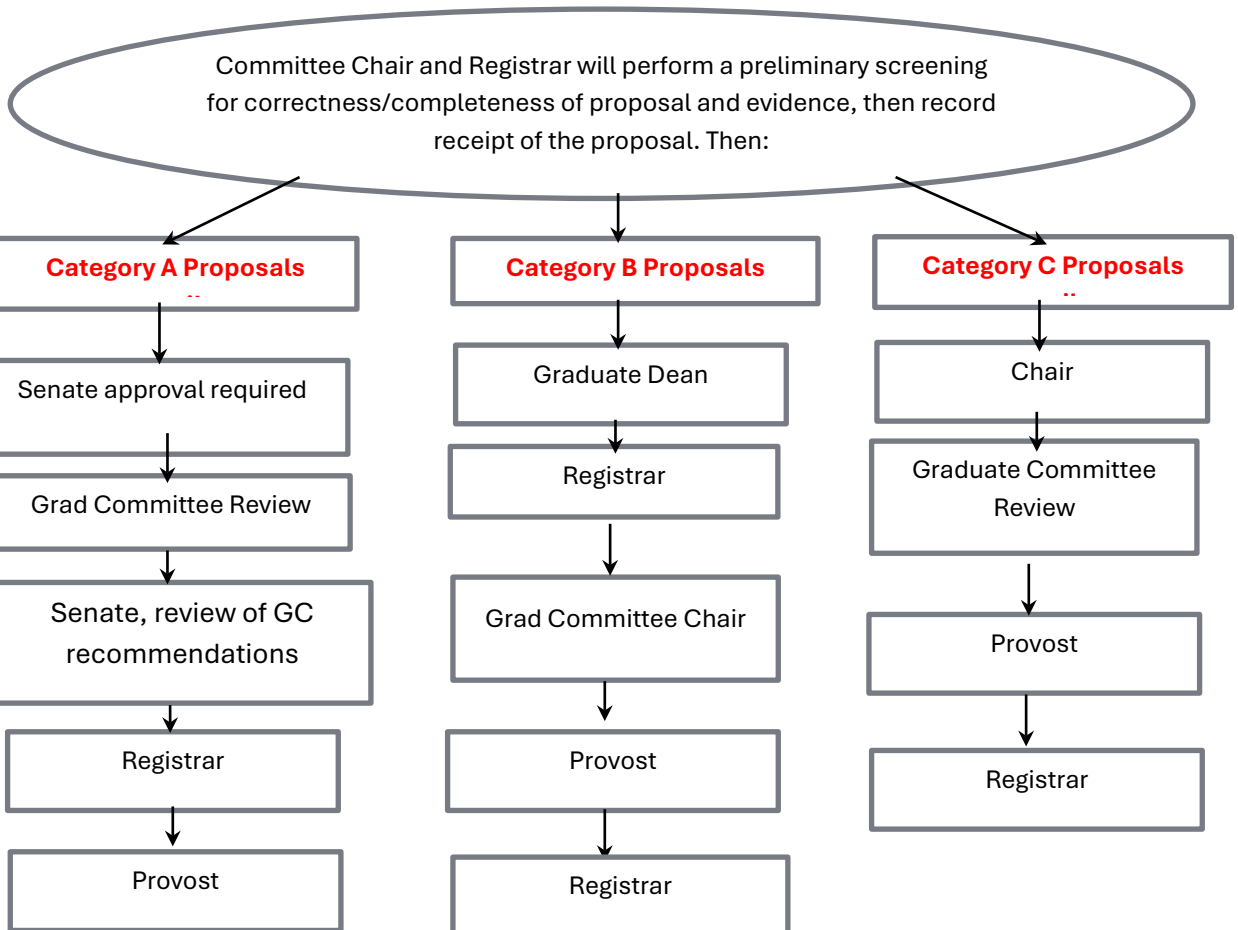 Committee Chair and Registrar will perform a preliminary screening
for correctness/completeness of proposal and evidence, then record
receipt of the proposal. Then:
Category A Proposals
Senate approval required
Grad Committee Review
Senate, review of GC
recommendations
Registrar
Provost
Category B Proposals
Graduate Dean
Registrar
Grad Committee Chair
Provost
Registrar
Category C Proposals
Chair
Graduate Committee
Review
Provost
Registrar